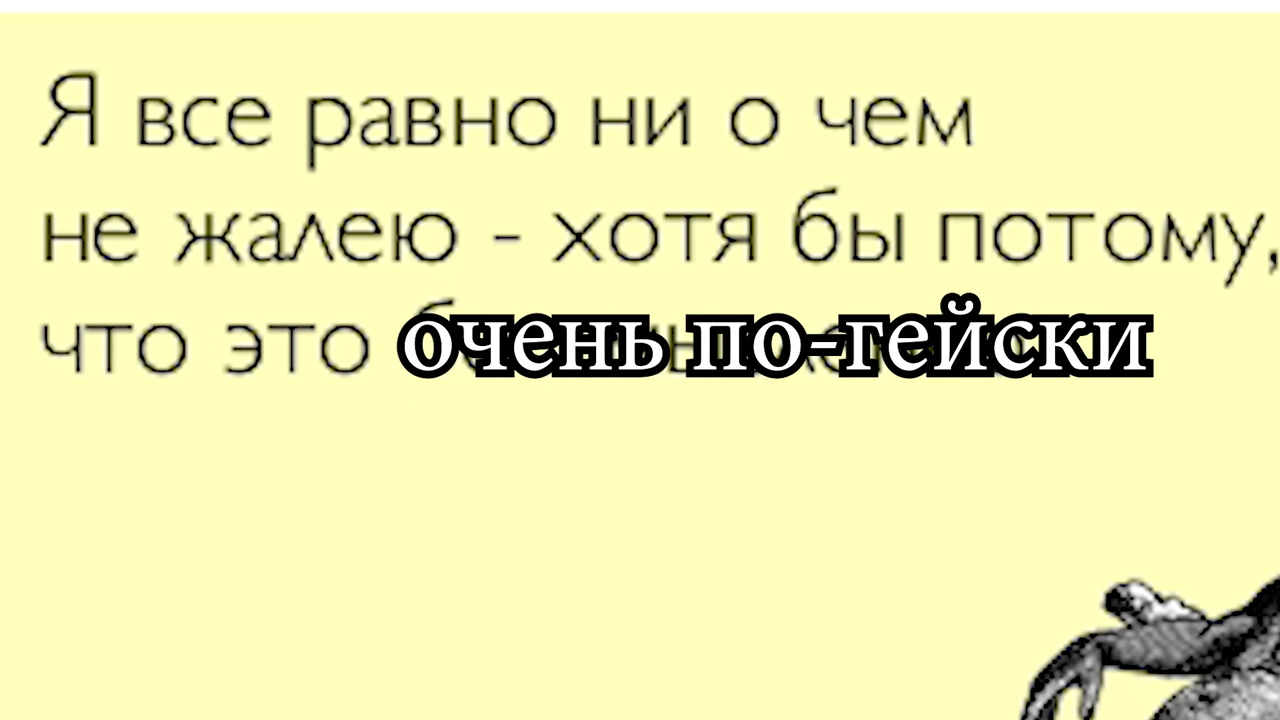 Я все равно ни о чем
не жалею - хотя бы потому,
что это очень по-гейски